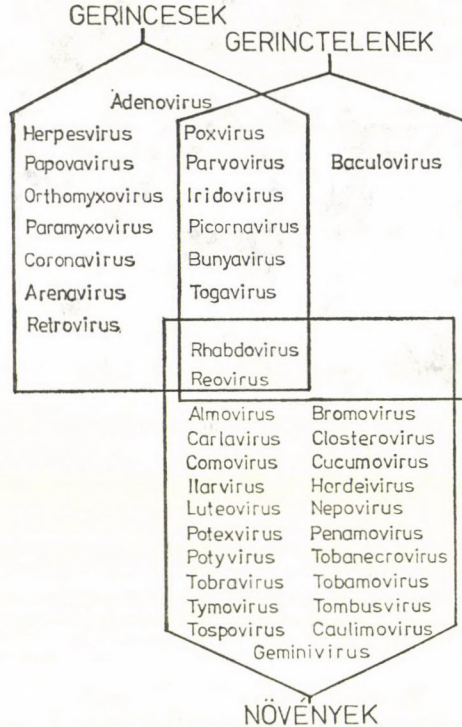 GERINCESEK
GERINCTELENEK
Adenovirus
Herpesvirus
Papovavirus
Orthomyxovirus
Paramyxovirus
Coronavirus
Arenavirus
Retrovirus
Poxvirus
Parvovirus
Iridovirus
Picornavirus
Bunyavirus
Togavirus
Baculovirus
Rhabdovirus
Reovirus
Almovirus Bromovirus
Carlavirus Closterovirus
Comovirus Cucumovirus
Ilarvirus Hordeivirus
Luteovirus Nepovirus
Potexvirus Penamovirus
Potyvirus Tobanecrovirus
Tobravirus Tobamovirus
Tymovirus Tombusvirus
Tospovirus Caulimovirus
Geminivirus
NÖVÉNYEK